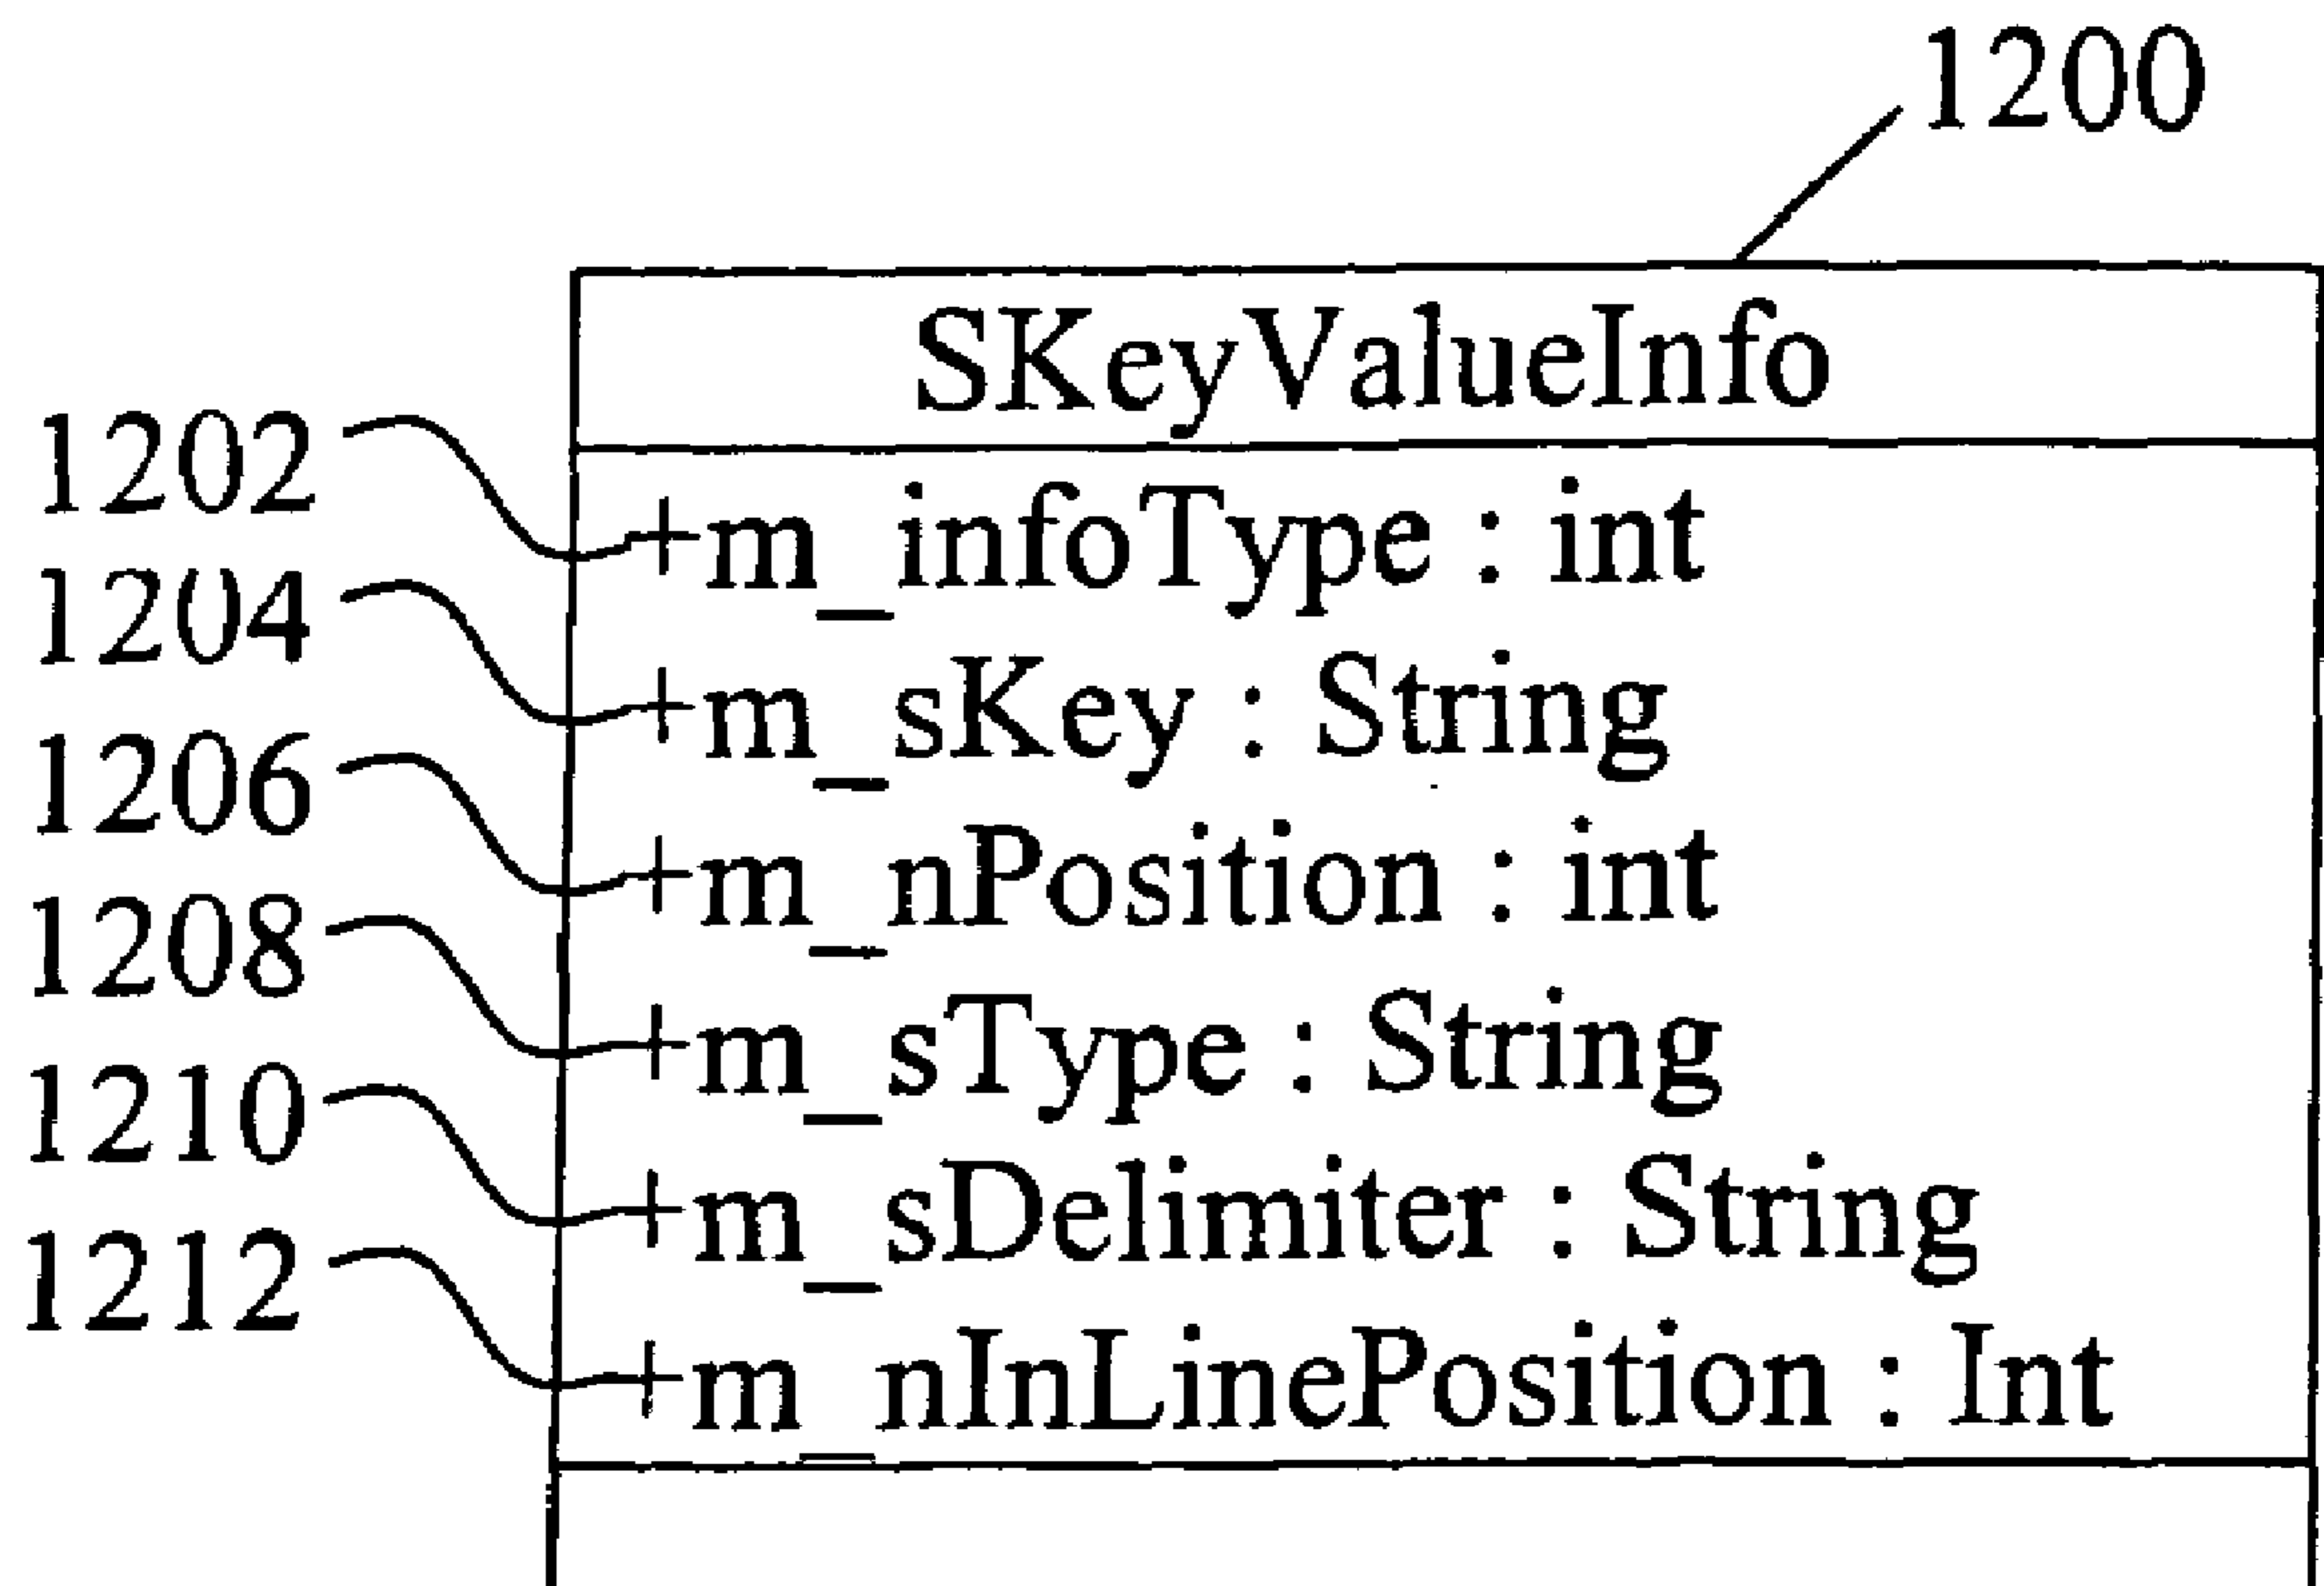 1200
SKeyValueInfo
1202 +m_infoType : int
1204 +m_sKey : String
1206 +m_nPosition : int
1208 +m_sType : String
1210 +m_sDelimiter : String
1212 +m_nInLinePosition : Int